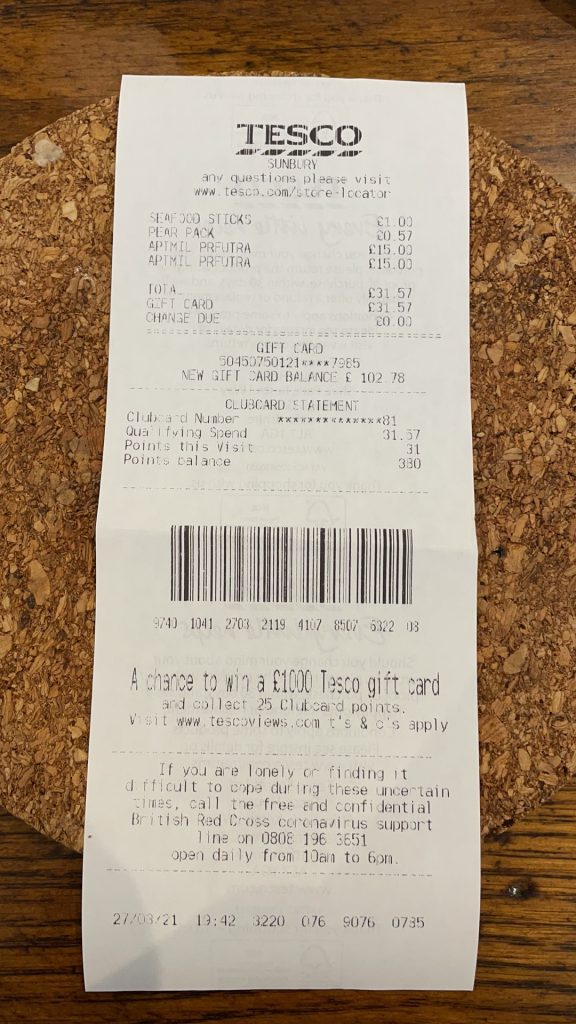 TESCO
SUNBURY
any questions please visit
www.tesco.com/store-locator
SEAFOOD STICKS £1.00
PEAR PACK £0.57
APTMIL PRFUTRA £15.00
APTMIL PRFUTRA £15.00
TOTAL £31.57
GIFT CARD £31.57
CHANGE DUE £0.00
GIFT CARD
50450750121****7985
NEW GIFT CARD BALANCE £ 102.78
CLUBCARD STATEMENT
Clubcard Number **************81
Qualifying Spend 31.57
Points this Visit 31
Points balance 380
9740 1041 2703 2119 4107 8507 6322 03
A chance to win a £1000 Tesco gift card
and collect 25 Clubcard points.
Visit www.tescoviews.com t's & c's apply
If you are lonely or finding it
difficult to cope during these uncertain
times, call the free and confidential
British Red Cross coronavirus support
line on 0808 196 3651
open daily from 10am to 6pm.
27/03/21 19:42 3220 076 9076 0735